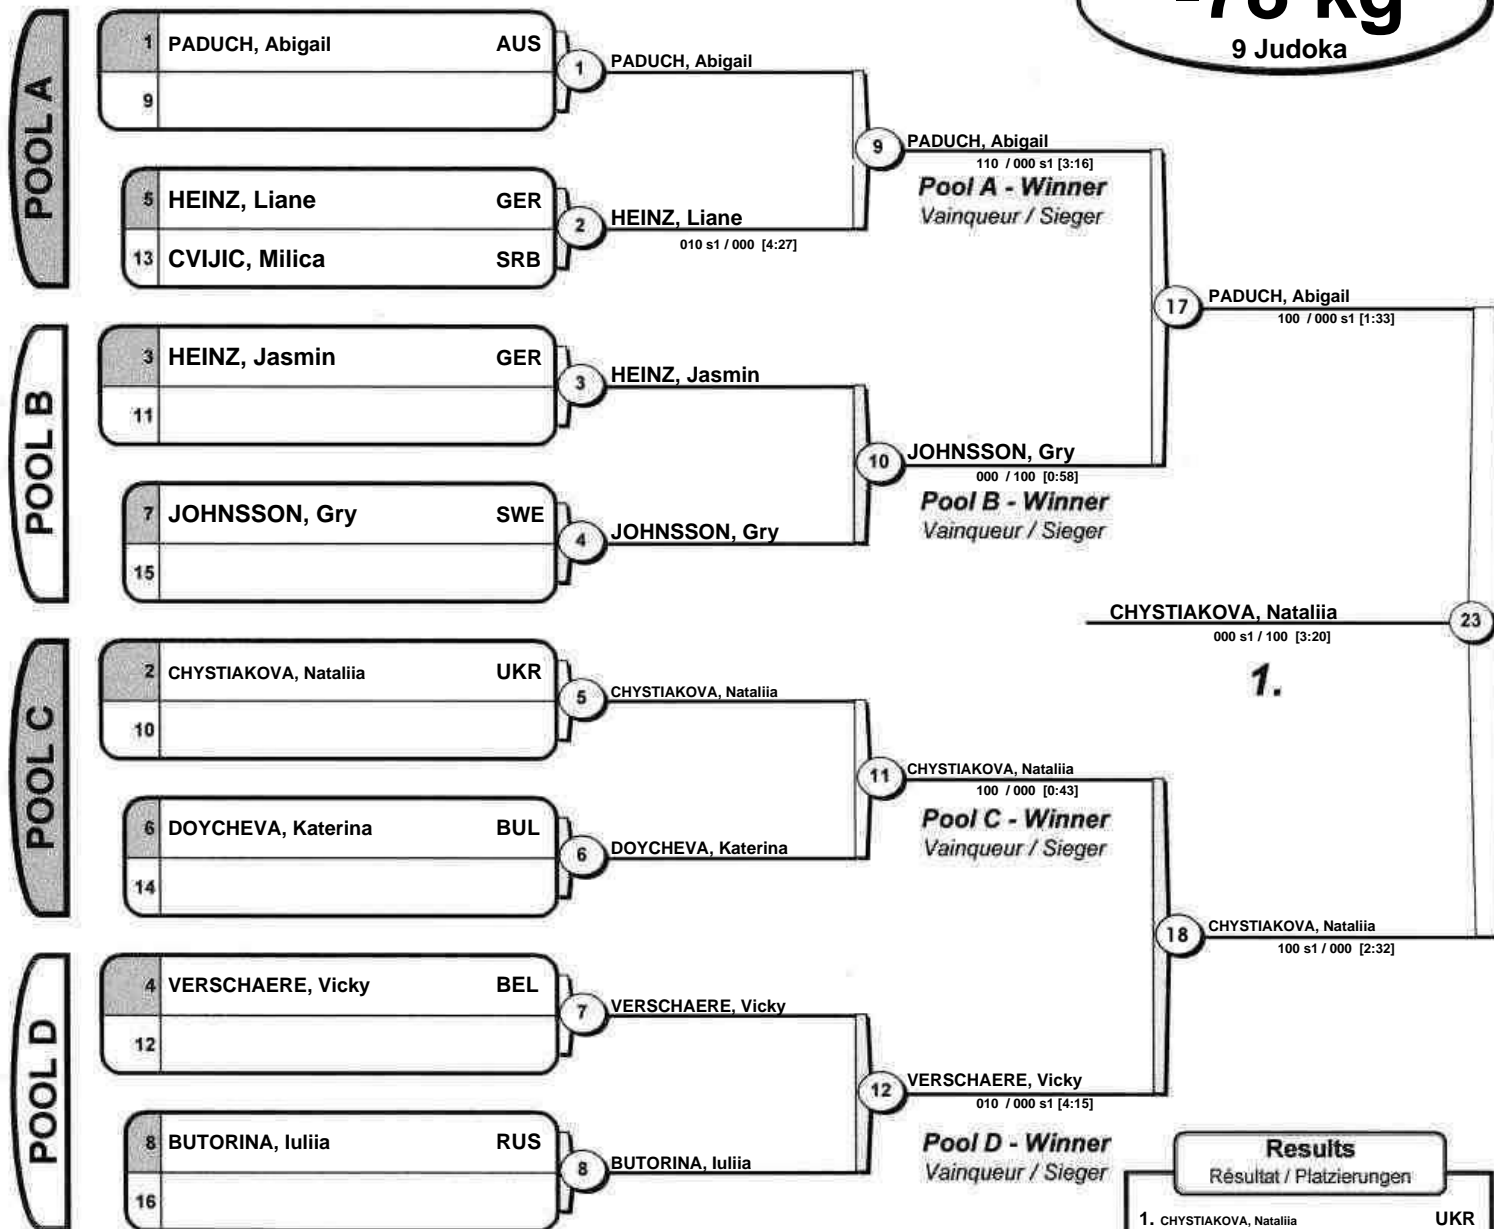 9 Judoka
POOL A
1 PADUCH, Abigail AUS
9
1 PADUCH, Abigail
5 HEINZ, Liane GER
13 CVIJIC, Milica SRB
2 HEINZ, Liane
010 s1 / 000 [4:27]
9 PADUCH, Abigail
110 / 000 s1 [3:16]
Pool A - Winner
Vainqueur / Sieger
POOL B
3 HEINZ, Jasmin GER
11
3 HEINZ, Jasmin
7 JOHNSSON, Gry SWE
15
4 JOHNSSON, Gry
10 JOHNSSON, Gry
000 / 100 [0:58]
Pool B - Winner
Vainqueur / Sieger
17 PADUCH, Abigail
100 / 000 s1 [1:33]
CHYSTIAKOVA, Nataliia 23
000 s1 / 100 [3:20]
1.
POOL C
2 CHYSTIAKOVA, Nataliia UKR
10
5 CHYSTIAKOVA, Nataliia
6 DOYCHEVA, Katerina BUL
14
6 DOYCHEVA, Katerina
11 CHYSTIAKOVA, Nataliia
100 / 000 [0:43]
Pool C - Winner
Vainqueur / Sieger
18 CHYSTIAKOVA, Nataliia
100 s1 / 000 [2:32]
POOL D
4 VERSCHAERE, Vicky BEL
12
7 VERSCHAERE, Vicky
8 BUTORINA, Iuliia RUS
16
8 BUTORINA, Iuliia
12 VERSCHAERE, Vicky
010 / 000 s1 [4:15]
Pool D - Winner
Vainqueur / Sieger
Results
Résultat / Platzierungen
1. CHYSTIAKOVA, Nataliia UKR